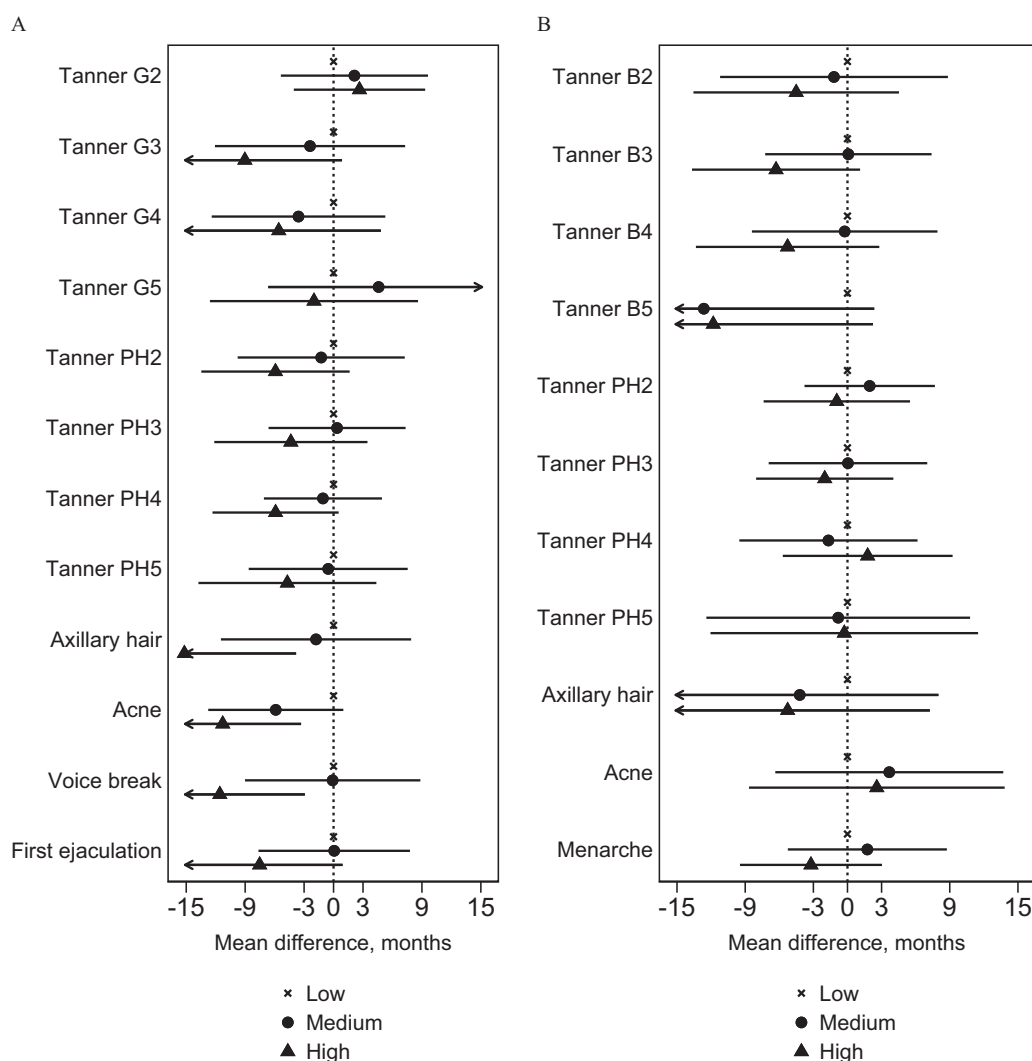 A
Tanner G2
Tanner G3
Tanner G4
Tanner G5
Tanner PH2
Tanner PH3
Tanner PH4
Tanner PH5
Axillary hair
Acne
Voice break
First ejaculation
-15 -9 -3 0 3 9 15
Mean difference, months
Low
Medium
High
B
Tanner B2
Tanner B3
Tanner B4
Tanner B5
Tanner PH2
Tanner PH3
Tanner PH4
Tanner PH5
Axillary hair
Acne
Menarche
-15 -9 -3 0 3 9 15
Mean difference, months
Low
Medium
High